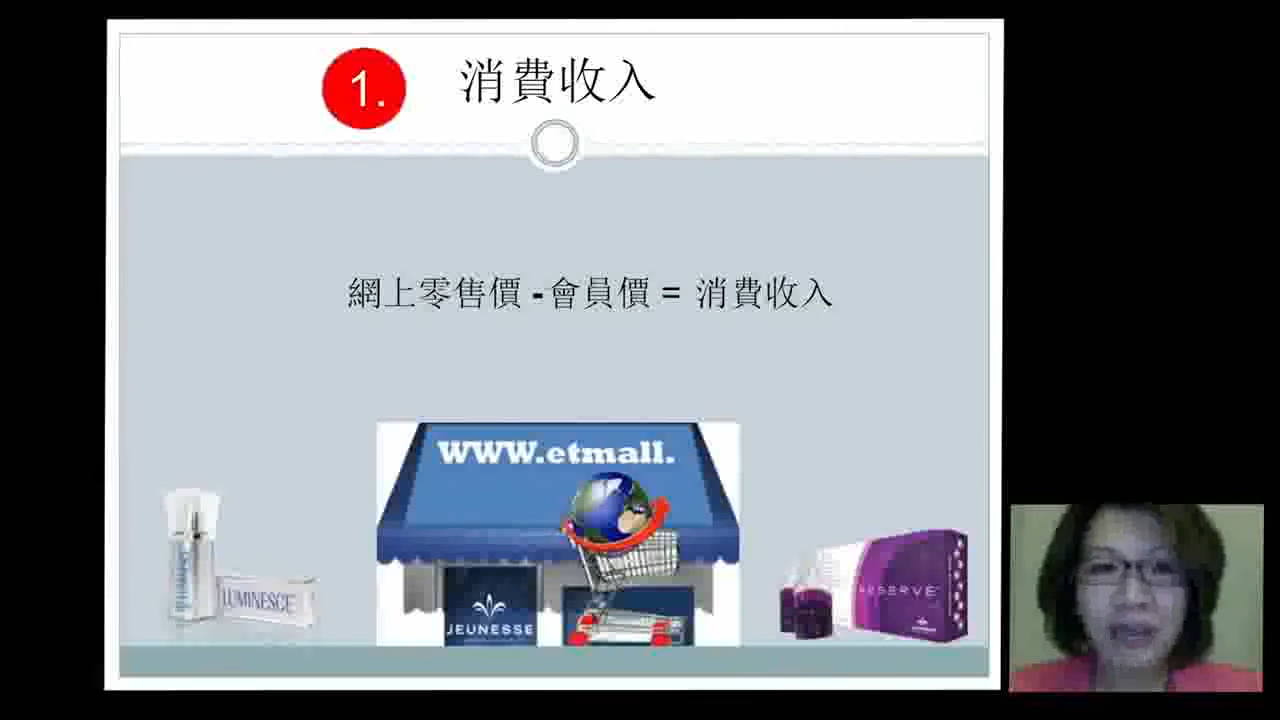 1. 消費收入
網上零售價 -會員價 = 消費收入
WWW.etmall.
LUMINESCE
JEUNESSE
RESERVE